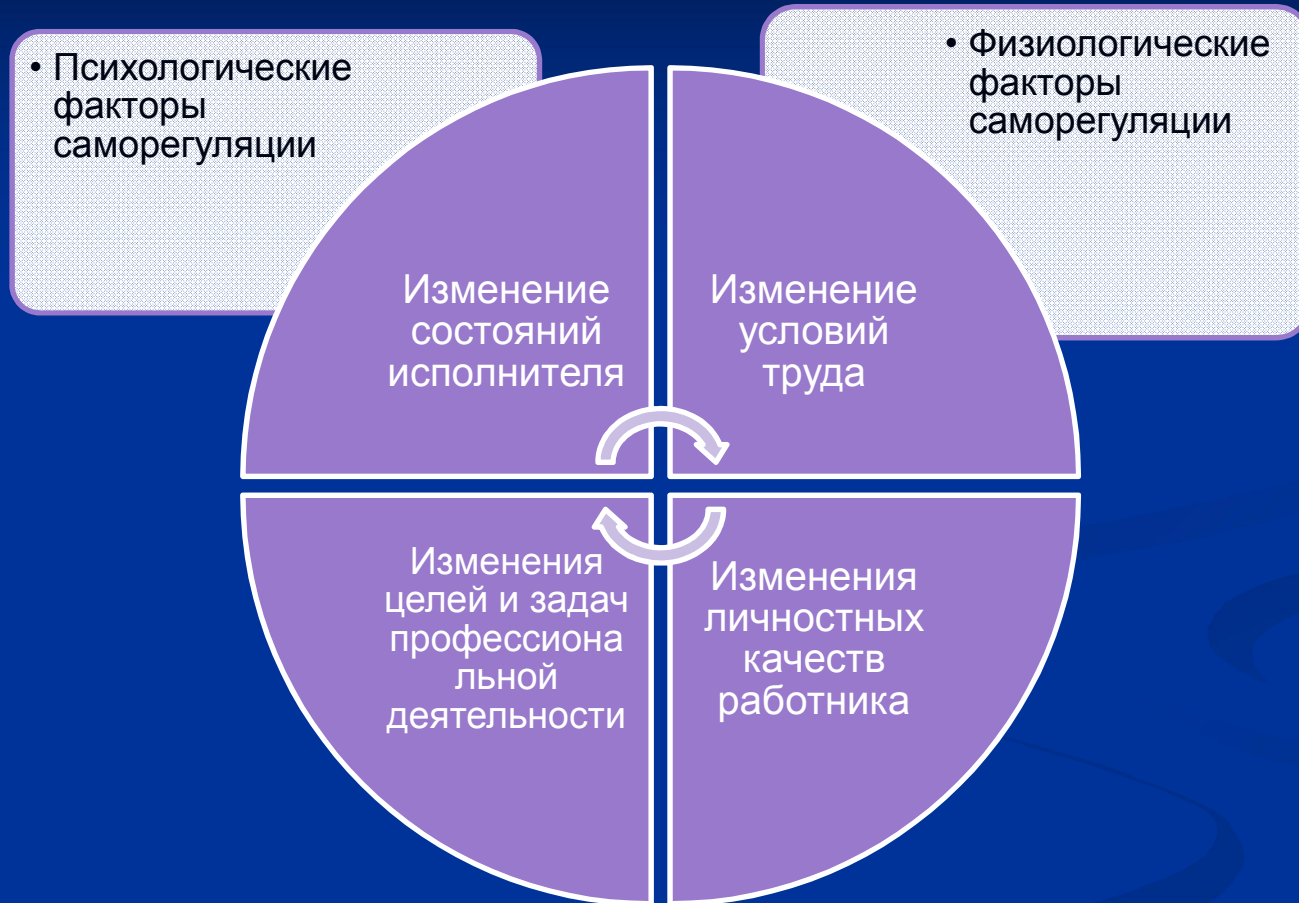 • Психологические
факторы
саморегуляции
• Физиологические
факторы
саморегуляции
Изменение
состояний
исполнителя
Изменение
условий
труда
Изменения
целей и задач
профессиона
льной
деятельности
Изменения
личностных
качеств
работника